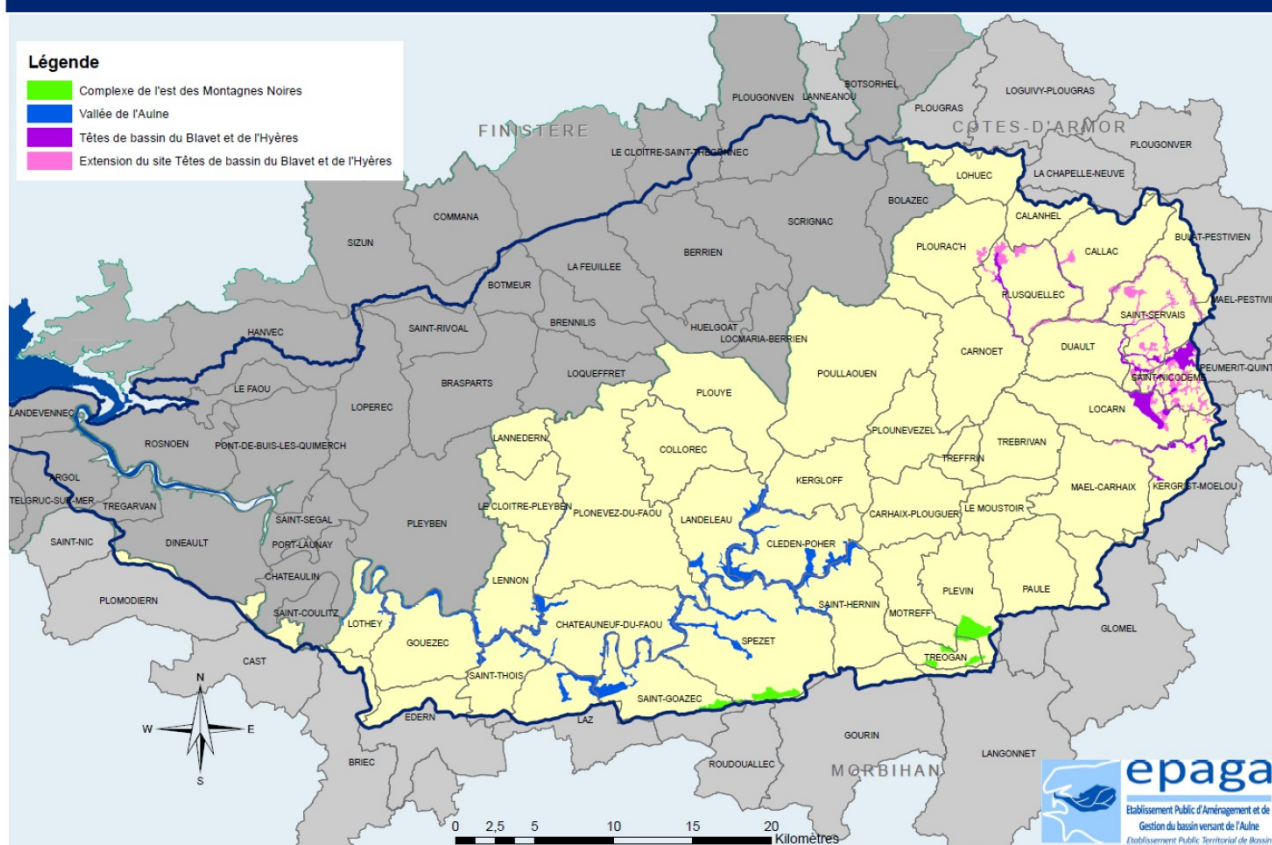 Légende
Complexe de l'est des Montagnes Noires
Vallée de l'Aulne
Têtes de bassin du Blavet et de l'Hyères
Extension du site Têtes de bassin du Blavet et de l'Hyères
FINISTERE
COTES-D'ARMOR
MORBIHAN
PLOUGONVEN
LANNEANOU
BOTSORHEL
PLOUGRAS
LOGUIVY-PLOUGRAS
PLOUGONVER
LE CLOITRE-SAINT-THEGONNEC
LOHUEC
LA CHAPELLE-NEUVE
BOLAZEC
COMMANA
SCRIGNAC
CALANHEL
SIZUN
BERRIEN
PLOURAC'H
CALLAC
BULAT-PESTIVIEN
LA FEUILLEE
BOTMEUR
PLUSQUELLEC
MAEL-PESTIVIEN
SAINT-SERVAIS
HANVEC
SAINT-RIVOAL
BRENNILIS
HUELGOAT
LOCMARIA-BERRIEN
CARNOET
DUAULT
PEUMERIT-QUINTIN
LOQUEFFRET
POULLAOUEN
SAINT-NICODEME
LE FAOU
BRASPARTS
PLOUYE
LANDEVENNEC
LOPEREC
LOCARN
ROSNOEN
PONT-DE-BUIS-LES-QUIMERCH
LANNEDERN
COLLOREC
PLOUNEVEZEL
TREBRIVAN
TREFFRIN
ARGOL
KERGLOFF
MAEL-CARHAIX
KERGRIST-MOELOU
TELGRUC-SUR-MER
TREGARVAN
LE CLOITRE-PLEYBEN
PLONEVEZ-DU-FAOU
LANDELEAU
CARHAIX-PLOUGUER
LE MOUSTOIR
SAINT-SEGAL
PLEYBEN
SAINT-NIC
DINEAULT
PORT-LAUNAY
CLEDEN-POHER
CHATEAULIN
LENNON
PLEVIN
PAULE
PLOMODIERN
SAINT-COULITZ
SAINT-HERNIN
MOTREFF
LOTHEY
CHATEAUNEUF-DU-FAOU
GLOMEL
GOUEZEC
SPEZET
TREOGAN
CAST
SAINT-THOIS
SAINT-GOAZEC
EDERN
LAZ
GOURIN
BRIEC
ROUDOUALLEC
LANGONNET
N
W
E
S
0 2,5 5 10 15 20
Kilomètres
epaga
Etablissement Public d'Aménagement et de
Gestion du bassin versant de l'Aulne
Etablissement Public Territorial de Bassin